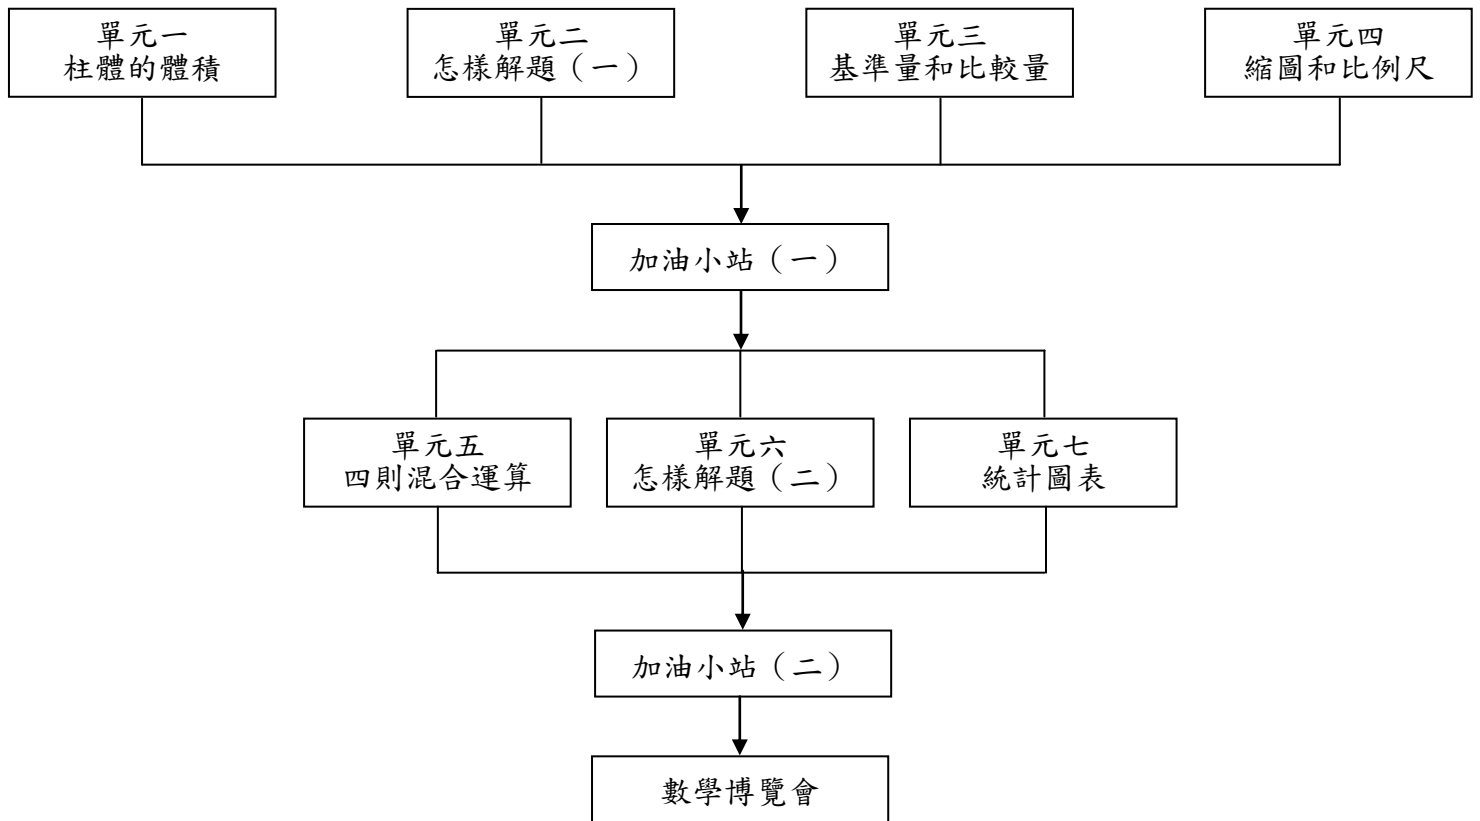 單元一
柱體的體積
單元二
怎樣解題（一）
單元三
基準量和比較量
單元四
縮圖和比例尺
加油小站（一）
單元五
四則混合運算
單元六
怎樣解題（二）
單元七
統計圖表
加油小站（二）
數學博覽會